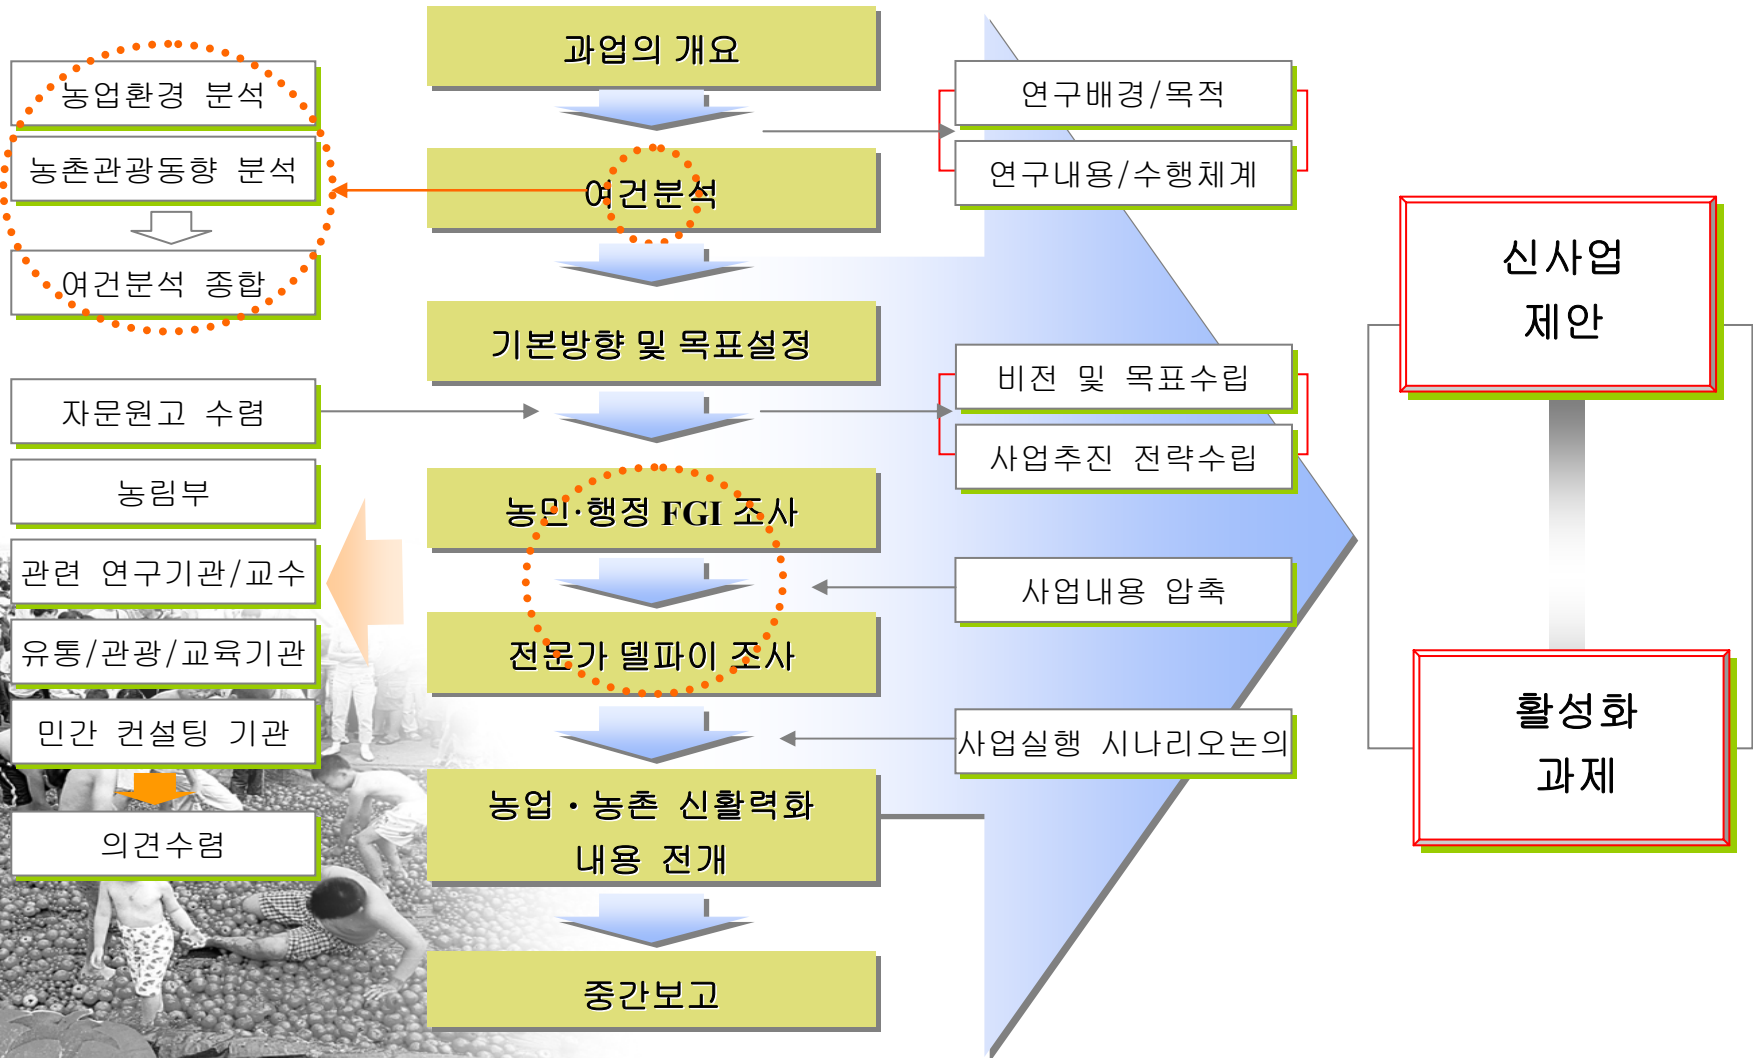 과업의 개요
농업환경 분석
농촌관광동향 분석
여건분석 종합
연구배경/목적
연구내용/수행체계
여건분석
기본방향 및 목표설정
비전 및 목표수립
사업추진 전략수립
자문원고 수렴
농림부
관련 연구기관/교수
유통/관광/교육기관
민간 컨설팅 기관
의견수렴
농민·행정 FGI 조사
사업내용 압축
전문가 델파이 조사
사업실행 시나리오논의
농업·농촌 신활력화
내용 전개
중간보고
신사업
제안
활성화
과제